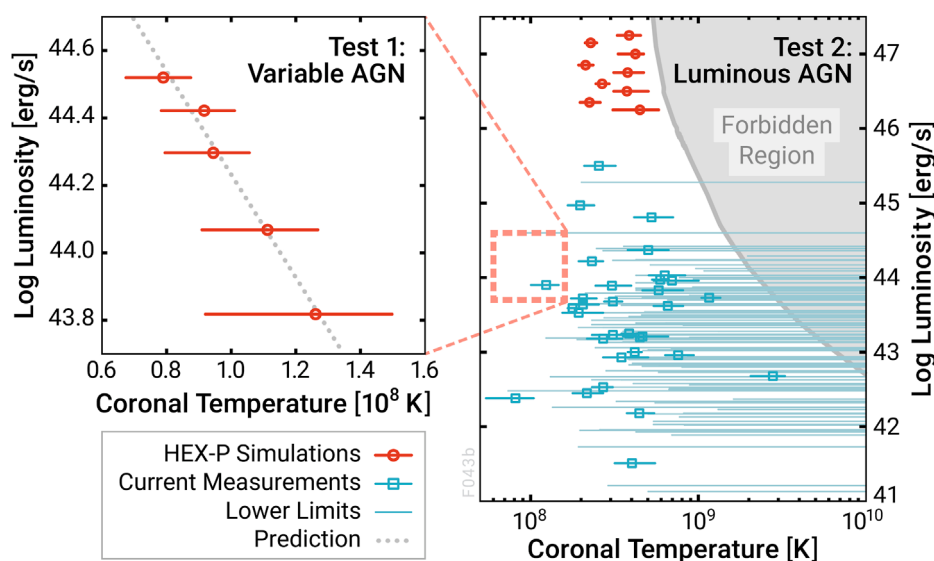 Test 1:
Variable AGN
44.6
44.4
44.2
44.0
43.8
Log Luminosity [erg/s]
0.6 0.8 1.0 1.2 1.4 1.6
Coronal Temperature [10⁸ K]
HEX-P Simulations
Current Measurements
Lower Limits
Prediction
Test 2:
Luminous AGN
Forbidden
Region
47
46
45
44
43
42
41
Log Luminosity [erg/s]
F043b
10⁸ 10⁹ 10¹⁰
Coronal Temperature [K]